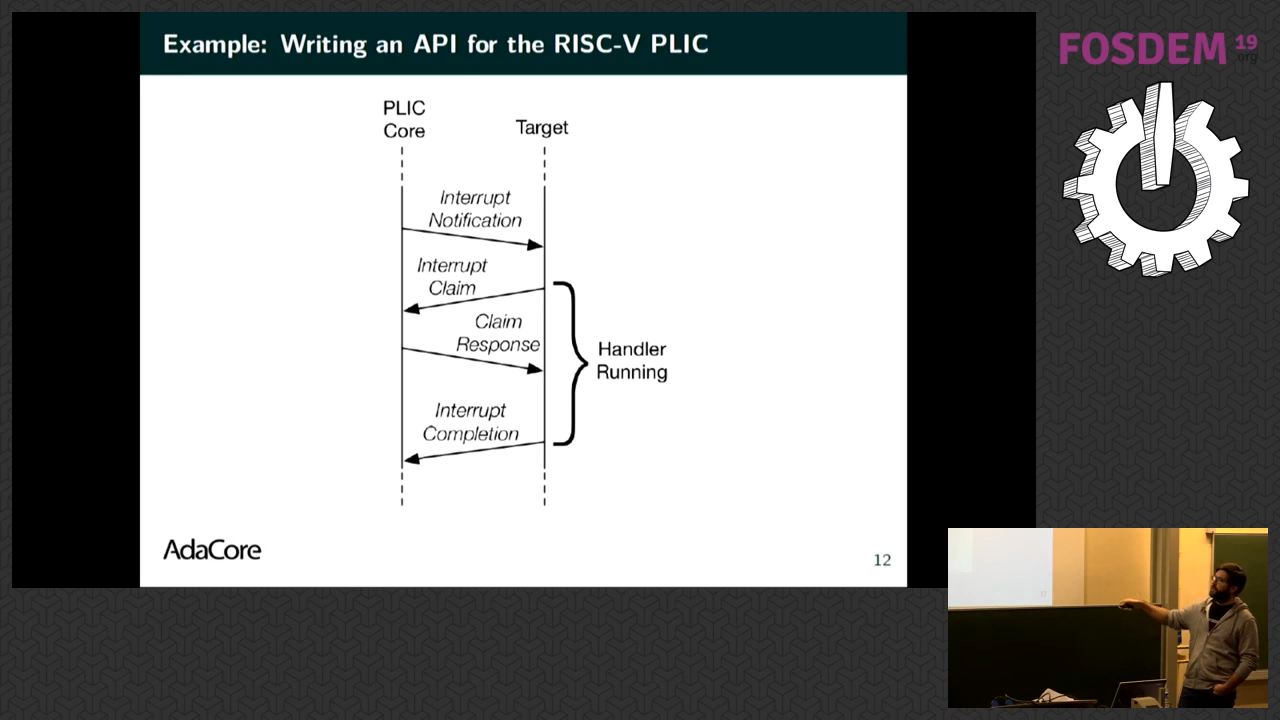 Example: Writing an API for the RISC-V PLIC
PLIC
Core
Target
Interrupt
Notification
Interrupt
Claim
Claim
Response
Handler
Running
Interrupt
Completion
AdaCore
12
FOSDEM 19
.org